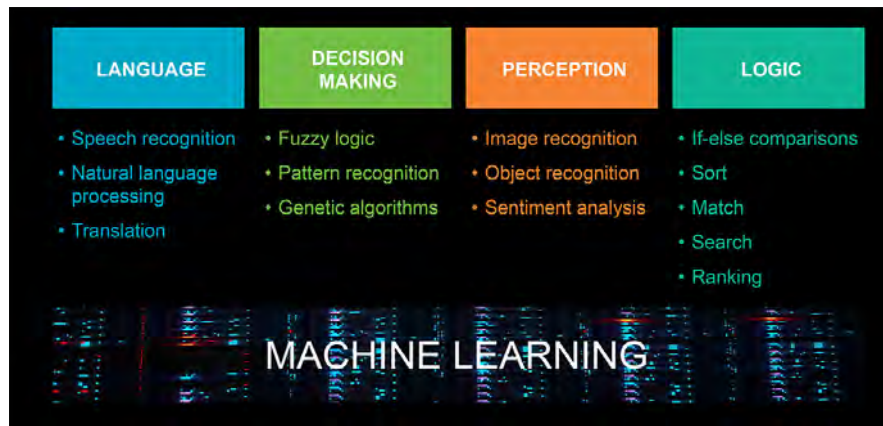 LANGUAGE
• Speech recognition
• Natural language
processing
• Translation
DECISION
MAKING
• Fuzzy logic
• Pattern recognition
• Genetic algorithms
PERCEPTION
• Image recognition
• Object recognition
• Sentiment analysis
LOGIC
• If-else comparisons
• Sort
• Match
• Search
• Ranking
MACHINE LEARNING